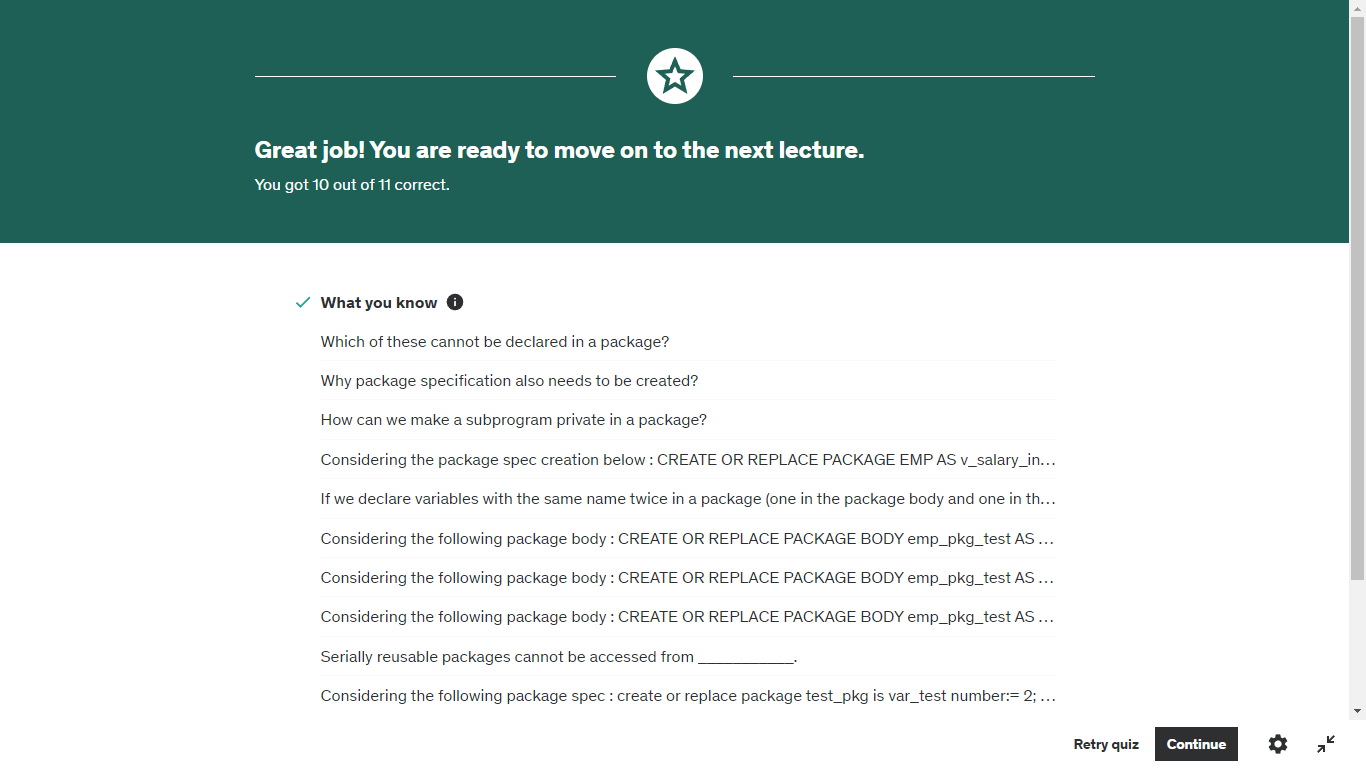 Great job! You are ready to move on to the next lecture.
You got 10 out of 11 correct.
What you know
Which of these cannot be declared in a package?
Why package specification also needs to be created?
How can we make a subprogram private in a package?
Considering the package spec creation below : CREATE OR REPLACE PACKAGE EMP AS v_salary_in...
If we declare variables with the same name twice in a package (one in the package body and one in th...
Considering the following package body : CREATE OR REPLACE PACKAGE BODY emp_pkg_test AS ...
Considering the following package body : CREATE OR REPLACE PACKAGE BODY emp_pkg_test AS ...
Considering the following package body : CREATE OR REPLACE PACKAGE BODY emp_pkg_test AS ...
Serially reusable packages cannot be accessed from ___________.
Considering the following package spec : create or replace package test_pkg is var_test number:= 2; ...
Retry quiz
Continue